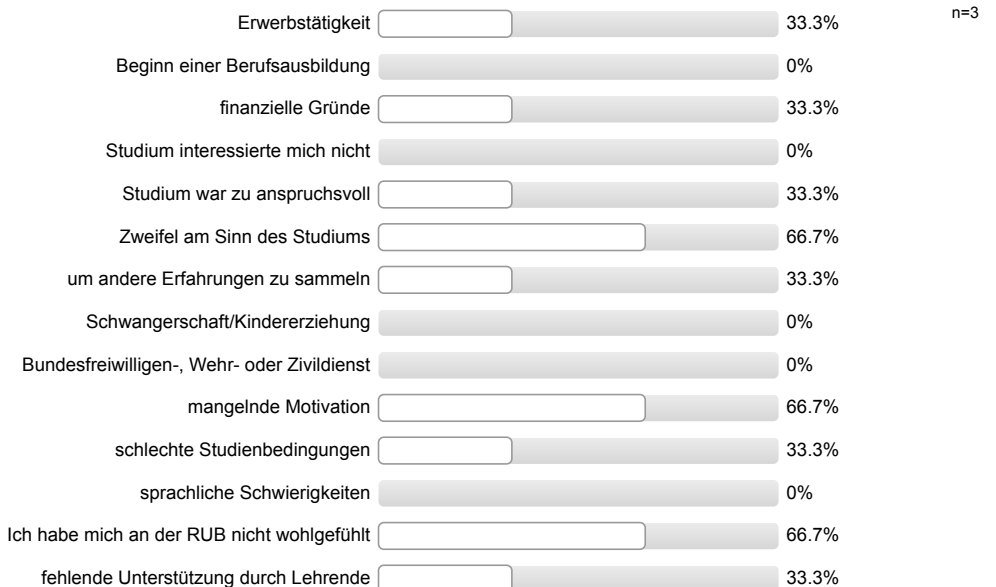 Erwerbstätigkeit 33.3% n=3
Beginn einer Berufsausbildung 0%
finanzielle Gründe 33.3%
Studium interessierte mich nicht 0%
Studium war zu anspruchsvoll 33.3%
Zweifel am Sinn des Studiums 66.7%
um andere Erfahrungen zu sammeln 33.3%
Schwangerschaft/Kindererziehung 0%
Bundesfreiwilligen-, Wehr- oder Zivildienst 0%
mangelnde Motivation 66.7%
schlechte Studienbedingungen 33.3%
sprachliche Schwierigkeiten 0%
Ich habe mich an der RUB nicht wohlgefühlt 66.7%
fehlende Unterstützung durch Lehrende 33.3%